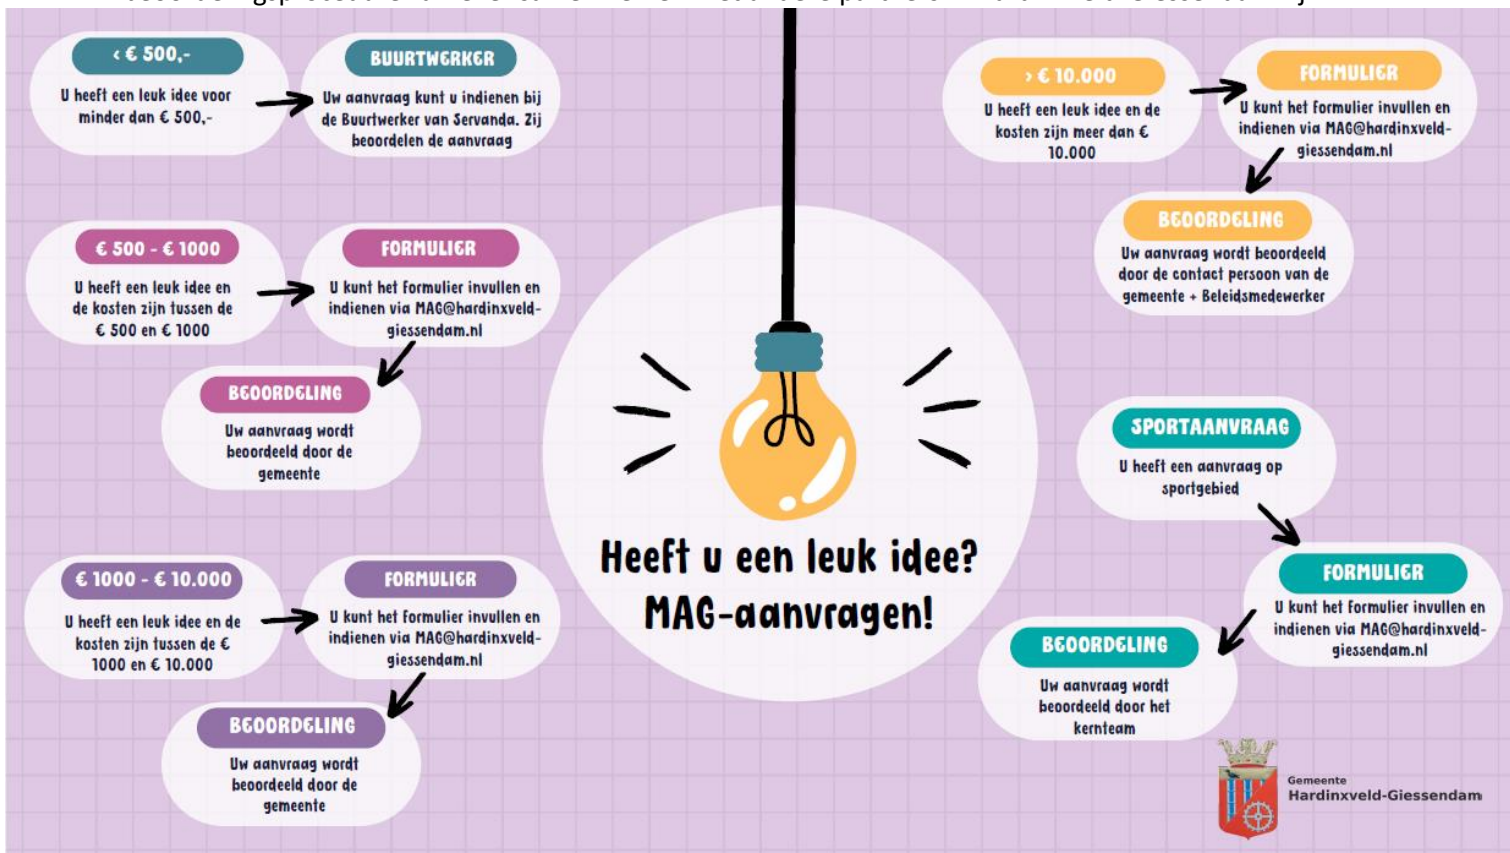 < € 500,-
U heeft een leuk idee voor
minder dan € 500,-
BUURTWERKER
Uw aanvraag kunt u indienen bij
de Buurtwerker van Servanda. Zij
beoordelen de aanvraag
€ 500 - € 1000
U heeft een leuk idee en
de kosten zijn tussen de
€ 500 en € 1000
FORMULIER
U kunt het formulier invullen en
indienen via MAG@hardinxveld-
giessendam.nl
BEOORDELING
Uw aanvraag wordt
beoordeeld door de
gemeente
€ 1000 - € 10.000
U heeft een leuk idee en de
kosten zijn tussen de €
1000 en € 10.000
FORMULIER
U kunt het formulier invullen en
indienen via MAG@hardinxveld-
giessendam.nl
BEOORDELING
Uw aanvraag wordt
beoordeeld door de
gemeente
Heeft u een leuk idee?
MAG-aanvragen!
> € 10.000
U heeft een leuk idee en de
kosten zijn meer dan €
10.000
FORMULIER
U kunt het formulier invullen en
indienen via MAG@hardinxveld-
giessendam.nl
BEOORDELING
Uw aanvraag wordt beoordeeld
door de contact persoon van de
gemeente + Beleidsmedewerker
SPORTAANVRAAG
U heeft een aanvraag op
sportgebied
FORMULIER
U kunt het formulier invullen en
indienen via MAG@hardinxveld-
giessendam.nl
BEOORDELING
Uw aanvraag wordt
beoordeeld door het
kernteam
Gemeente
Hardinxveld-Giessendam